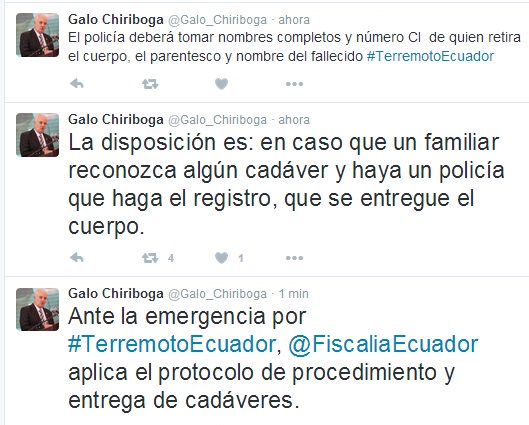 Galo Chiriboga @Galo_Chiriboga · ahora
El policía deberá tomar nombres completos y número CI de quien retira
el cuerpo, el parentesco y nombre del fallecido #TerremotoEcuador
Galo Chiriboga @Galo_Chiriboga · ahora
La disposición es: en caso que un familiar
reconozca algún cadáver y haya un policía
que haga el registro, que se entregue el
cuerpo.
4 1
Galo Chiriboga @Galo_Chiriboga · 1 min
Ante la emergencia por
#TerremotoEcuador, @FiscaliaEcuador
aplica el protocolo de procedimiento y
entrega de cadáveres.